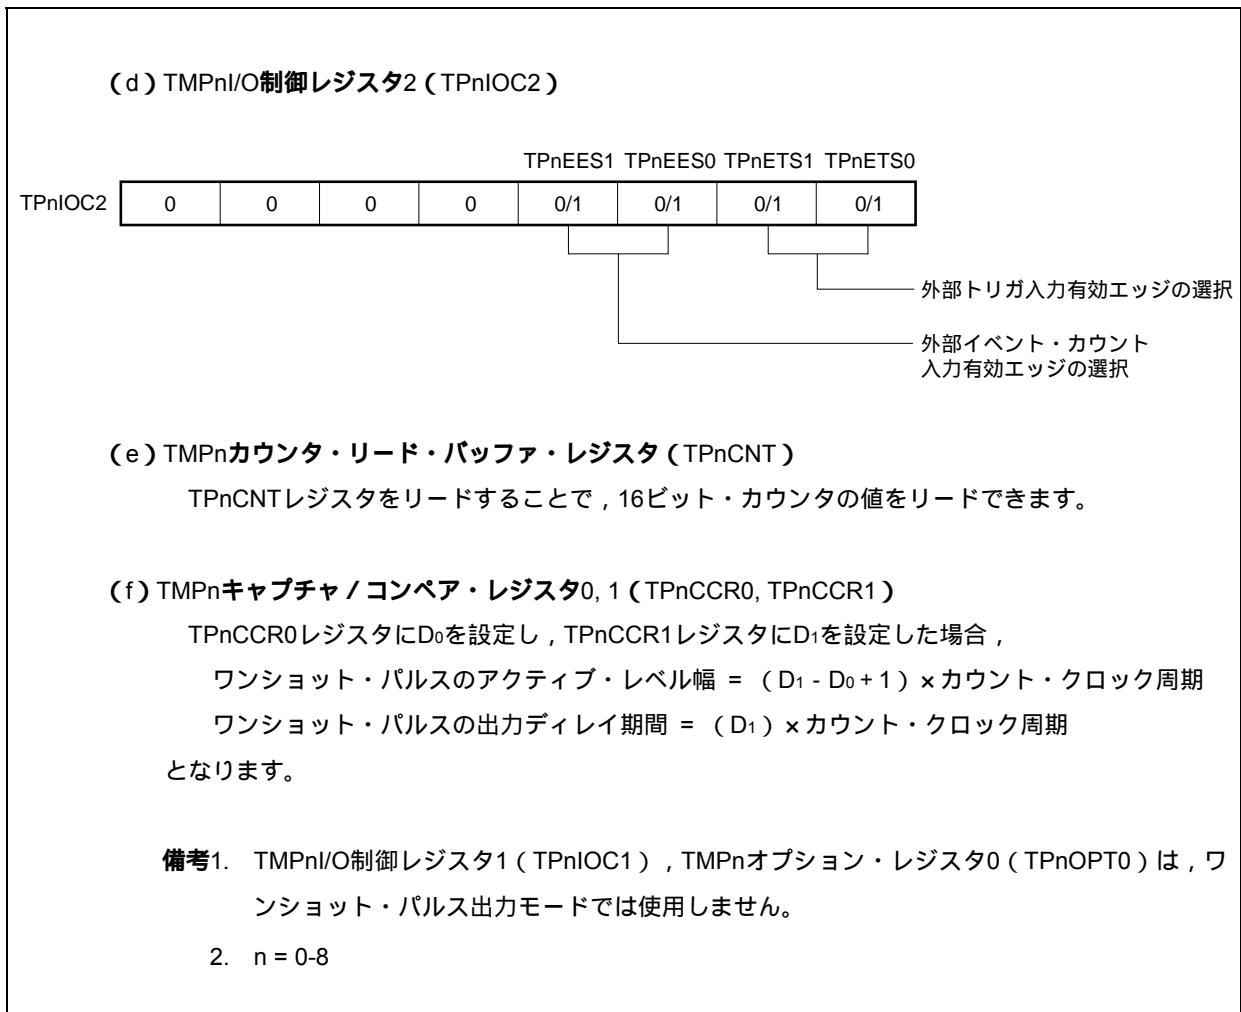 （d）TMPnI/O制御レジスタ2（TPnIOC2）
TPnEES1 TPnEES0 TPnETS1 TPnETS0
TPnIOC2 0 0 0 0 0/1 0/1 0/1 0/1
外部トリガ入力有効エッジの選択
外部イベント・カウント
入力有効エッジの選択
（e）TMPnカウンタ・リード・バッファ・レジスタ（TPnCNT）
TPnCNTレジスタをリードすることで，16ビット・カウンタの値をリードできます。
（f）TMPnキャプチャ／コンペア・レジスタ0, 1（TPnCCR0, TPnCCR1）
TPnCCR0レジスタにD0を設定し，TPnCCR1レジスタにD1を設定した場合，
ワンショット・パルスのアクティブ・レベル幅 = （D1 - D0 + 1）×カウント・クロック周期
ワンショット・パルスの出力ディレイ期間 = （D1）×カウント・クロック周期
となります。
備考1. TMPnI/O制御レジスタ1（TPnIOC1），TMPnオプション・レジスタ0（TPnOPT0）は，ワ
ンショット・パルス出力モードでは使用しません。
2. n = 0-8